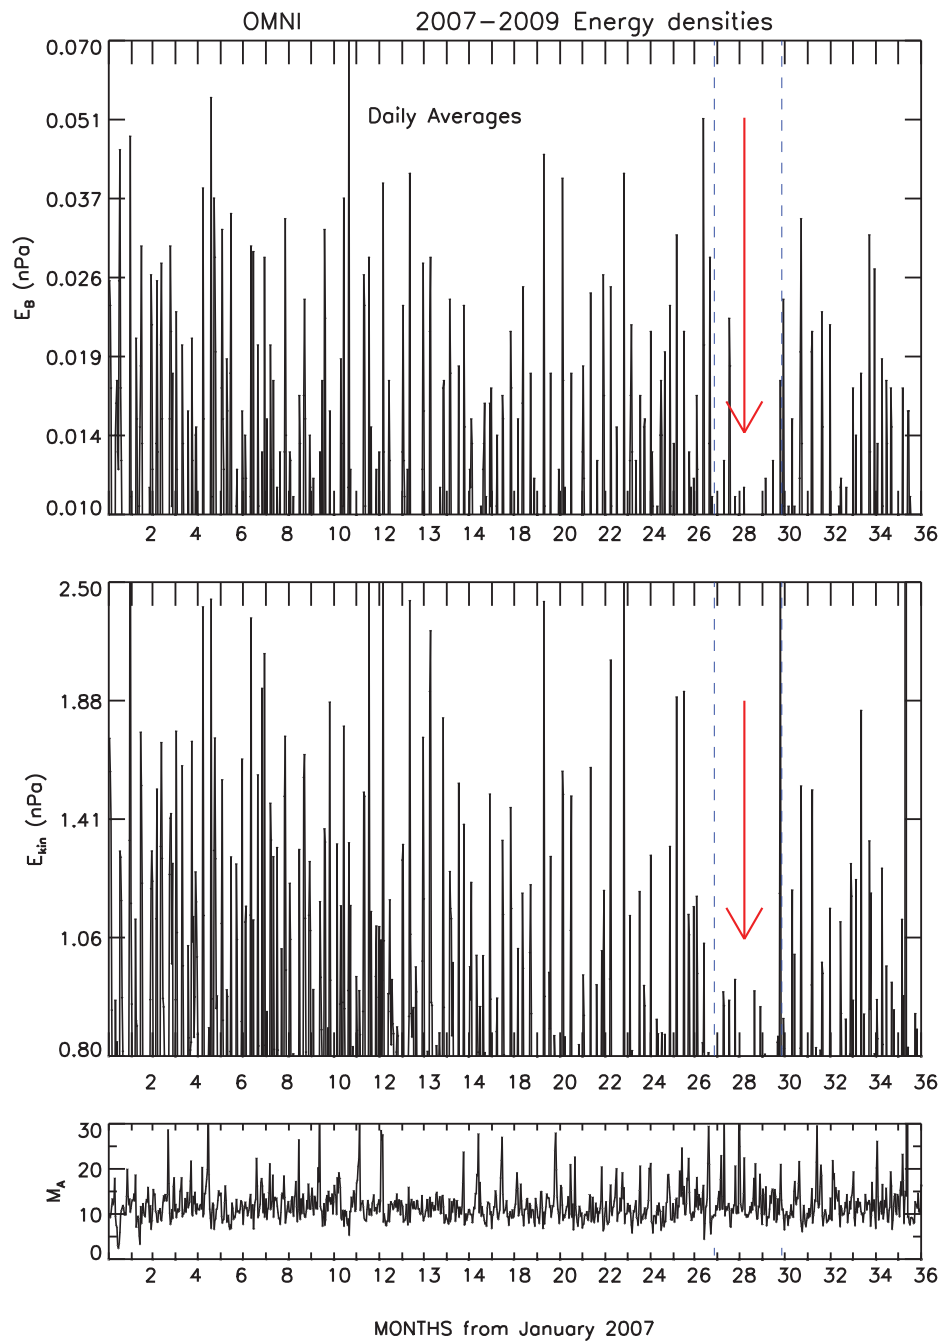 OMNI 2007-2009 Energy densities
0.070
0.051
0.037
0.026
0.019
0.014
0.010
E_B (nPa)
Daily Averages
2 4 6 8 10 12 13 14 16 18 20 22 24 26 28 30 32 34 36
2.50
1.88
1.41
1.06
0.80
E_kin (nPa)
2 4 6 8 10 12 13 14 16 18 20 22 24 26 28 30 32 34 36
30
20
10
0
M_A
2 4 6 8 10 12 13 14 16 18 20 22 24 26 28 30 32 34 36
MONTHS from January 2007